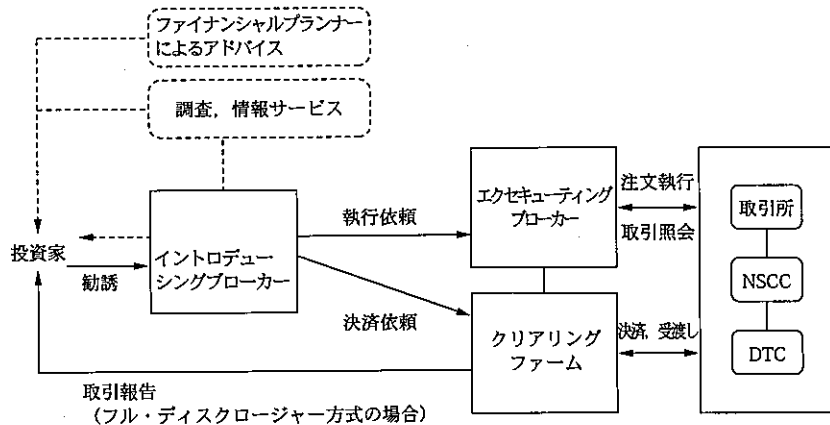 ファイナンシャルプランナー
によるアドバイス
調査，情報サービス
投資家
勧誘
イントロデュー
シングブローカー
執行依頼
決済依頼
エクセキューティング
ブローカー
クリアリング
ファーム
注文執行
取引照会
決済，受渡し
取引所
NSCC
DTC
取引報告
（フル・ディスクロージャー方式の場合）